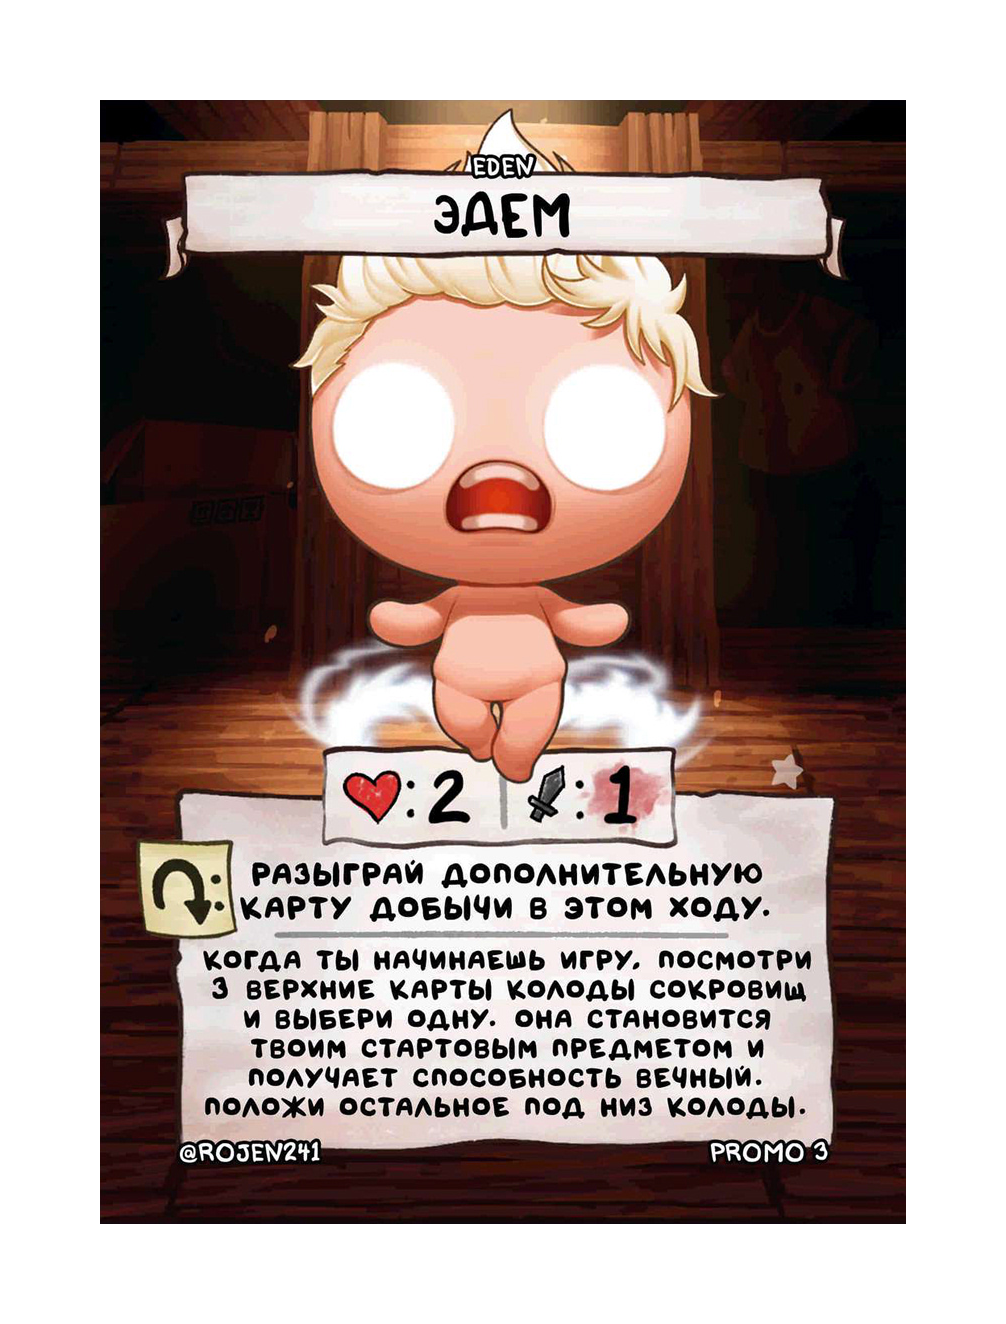 EDEN
ЭДЕМ
:2
:1
РАЗЫГРАЙ ДОПОЛНИТЕЛЬНУЮ
КАРТУ ДОБЫЧИ В ЭТОМ ХОДУ.
КОГДА ТЫ НАЧИНАЕШЬ ИГРУ, ПОСМОТРИ
3 ВЕРХНИЕ КАРТЫ КОЛОДЫ СОКРОВИЩ
И ВЫБЕРИ ОДНУ. ОНА СТАНОВИТСЯ
ТВОИМ СТАРТОВЫМ ПРЕДМЕТОМ И
ПОЛУЧАЕТ СПОСОБНОСТЬ ВЕЧНЫЙ.
ПОЛОЖИ ОСТАЛЬНОЕ ПОД НИЗ КОЛОДЫ.
@ROJEN241
PROMO 3